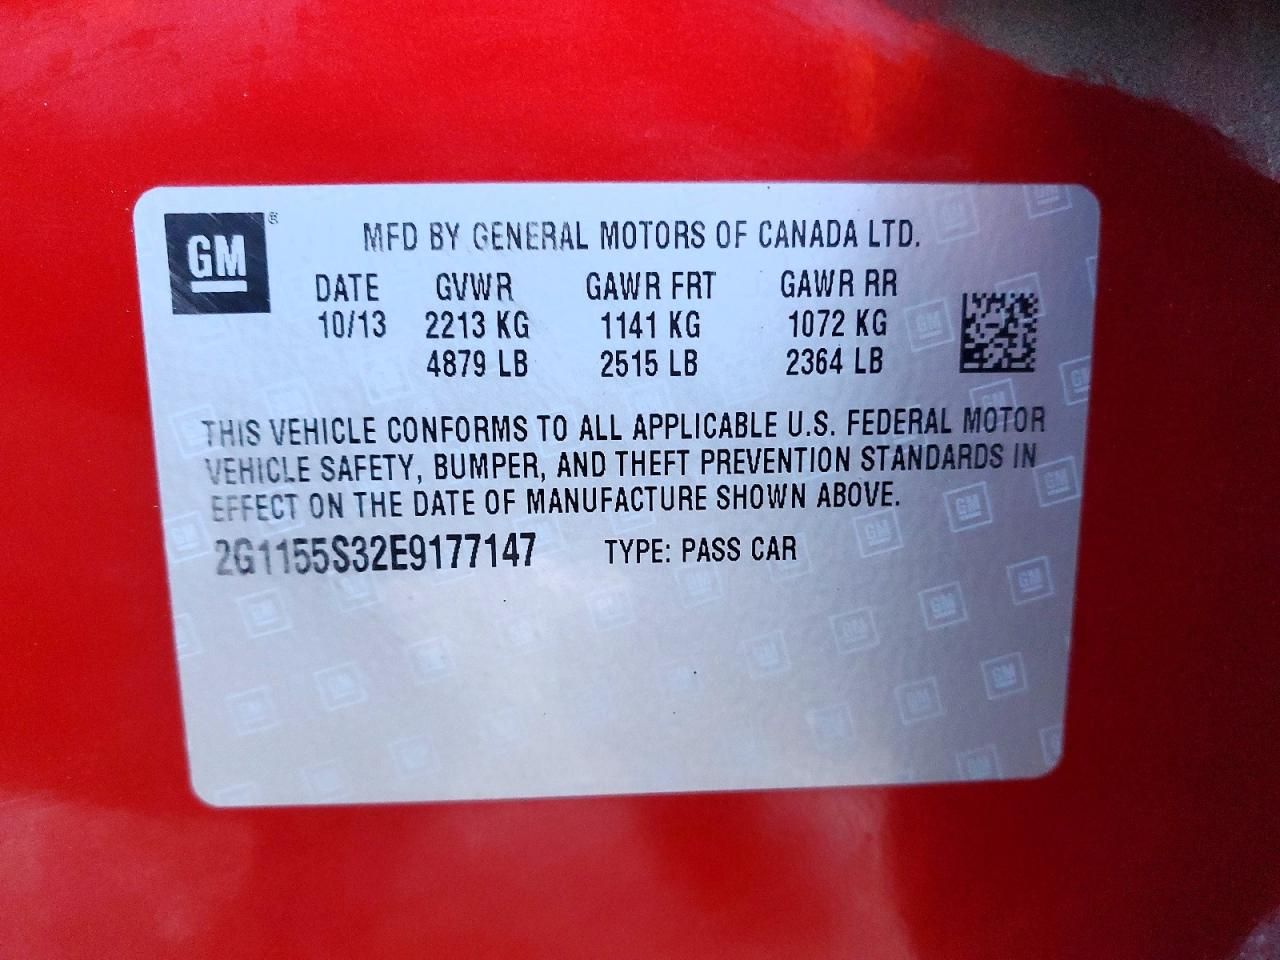 GM ®
MFD BY GENERAL MOTORS OF CANADA LTD.
DATE GVWR GAWR FRT GAWR RR
10/13 2213 KG 1141 KG 1072 KG
4879 LB 2515 LB 2364 LB
THIS VEHICLE CONFORMS TO ALL APPLICABLE U.S. FEDERAL MOTOR
VEHICLE SAFETY, BUMPER, AND THEFT PREVENTION STANDARDS IN
EFFECT ON THE DATE OF MANUFACTURE SHOWN ABOVE.
2G1155S32E9177147 TYPE: PASS CAR